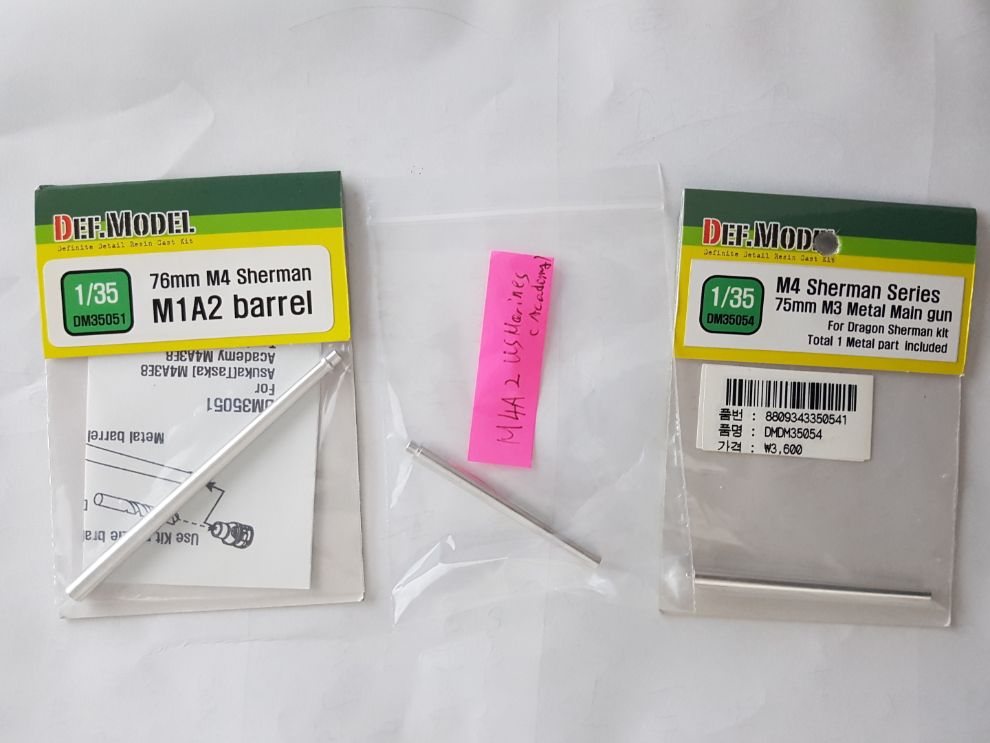 DEF.MODEL
Definite Detail Resin Cast Kit
1/35
DM35051
76mm M4 Sherman
M1A2 barrel
Academy M4A3E8
Asuka[Taska] M4A3E8
For
DM35051
Metal barrel
Use Kit
M4A2 US Marines
(Academy)
DEF.MODEL
Definite Detail Resin Cast Kit
1/35
DM35054
M4 Sherman Series
75mm M3 Metal Main gun
For Dragon Sherman kit
Total 1 Metal part included
품번 : 8809343350541
품명 : DMDM35054
가격 : ₩3,600